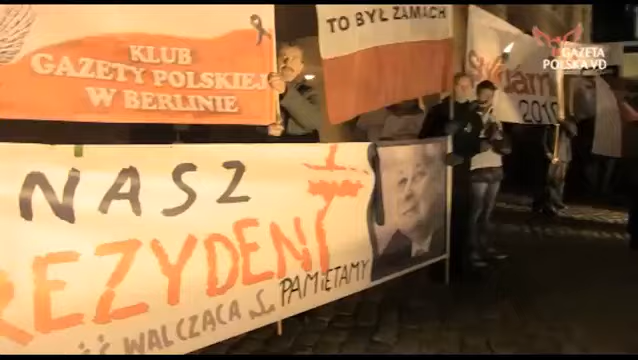 TO BYŁ ZAMACH
GAZETA
POLSKA VD
KLUB
GAZETY POLSKIEJ
W BERLINIE
2010
NASZ
REZYDENT
WALCZĄCA
PAMIĘTAMY